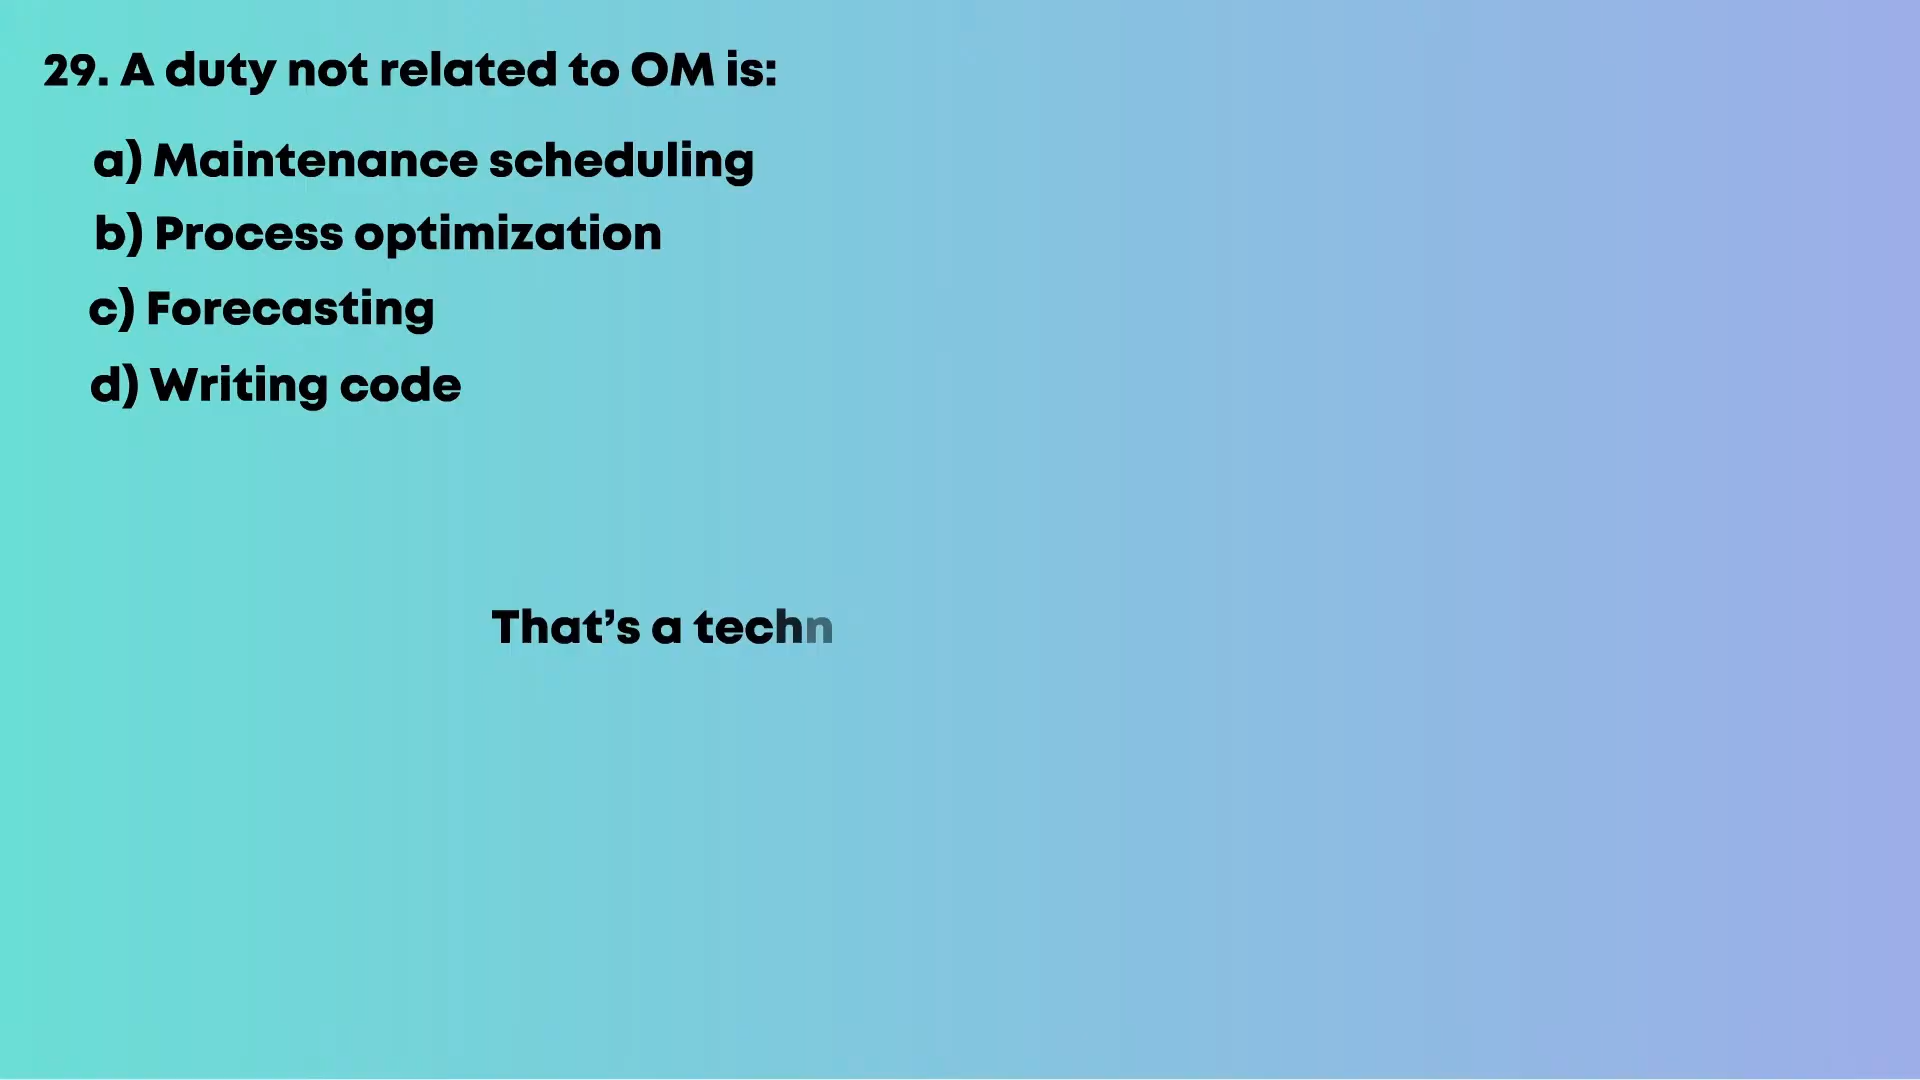 29. A duty not related to OM is:
a) Maintenance scheduling
b) Process optimization
c) Forecasting
d) Writing code
That’s a techn